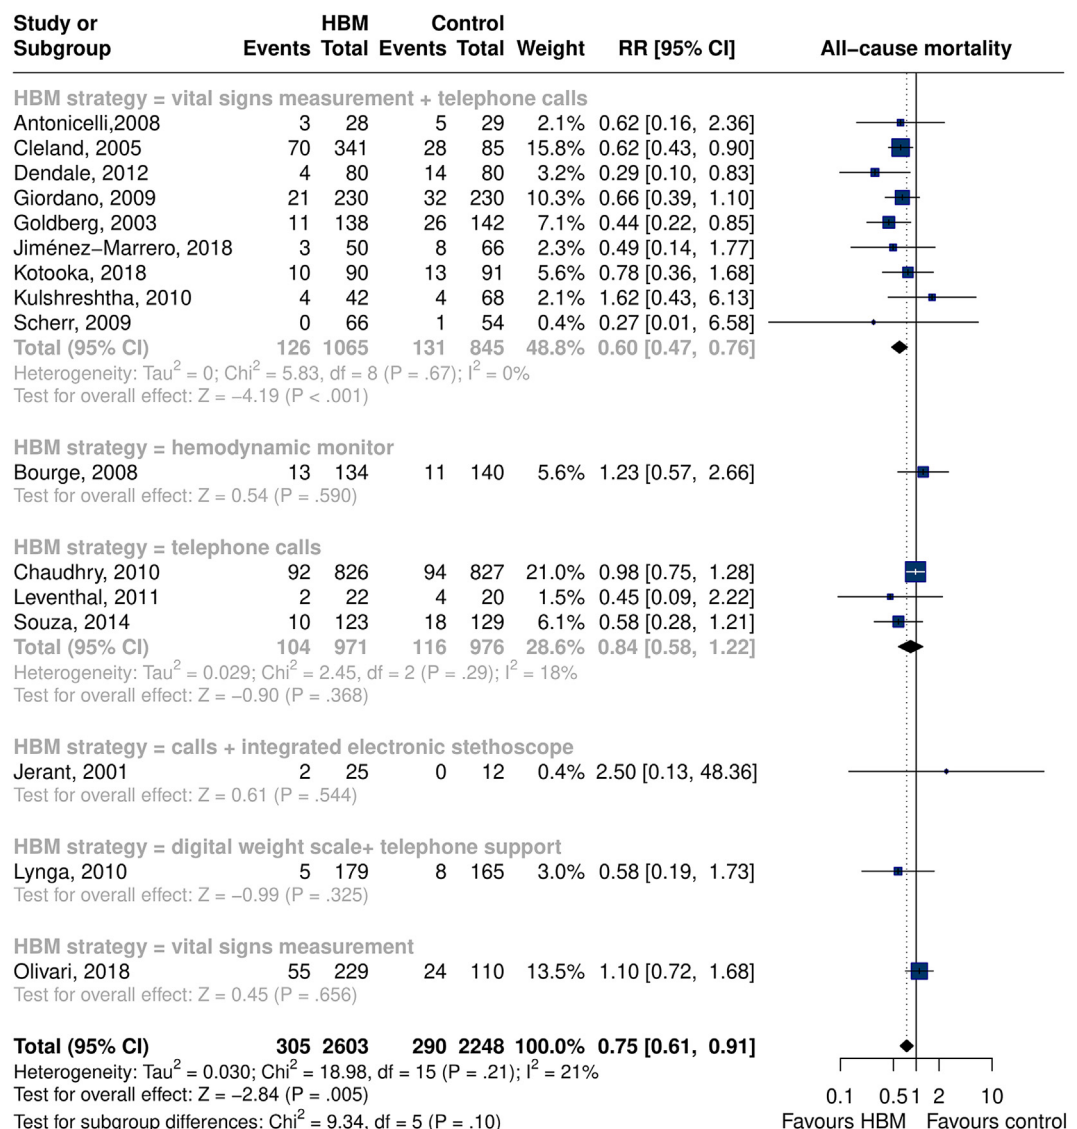 Study or HBM Control
Subgroup Events Total Events Total Weight RR [95% CI] All−cause mortality
HBM strategy = vital signs measurement + telephone calls
Antonicelli,2008 3 28 5 29 2.1% 0.62 [0.16, 2.36]
Cleland, 2005 70 341 28 85 15.8% 0.62 [0.43, 0.90]
Dendale, 2012 4 80 14 80 3.2% 0.29 [0.10, 0.83]
Giordano, 2009 21 230 32 230 10.3% 0.66 [0.39, 1.10]
Goldberg, 2003 11 138 26 142 7.1% 0.44 [0.22, 0.85]
Jiménez−Marrero, 2018 3 50 8 66 2.3% 0.49 [0.14, 1.77]
Kotooka, 2018 10 90 13 91 5.6% 0.78 [0.36, 1.68]
Kulshreshtha, 2010 4 42 4 68 2.1% 1.62 [0.43, 6.13]
Scherr, 2009 0 66 1 54 0.4% 0.27 [0.01, 6.58]
Total (95% CI) 126 1065 131 845 48.8% 0.60 [0.47, 0.76]
Heterogeneity: Tau² = 0; Chi² = 5.83, df = 8 (P = .67); I² = 0%
Test for overall effect: Z = −4.19 (P < .001)
HBM strategy = hemodynamic monitor
Bourge, 2008 13 134 11 140 5.6% 1.23 [0.57, 2.66]
Test for overall effect: Z = 0.54 (P = .590)
HBM strategy = telephone calls
Chaudhry, 2010 92 826 94 827 21.0% 0.98 [0.75, 1.28]
Leventhal, 2011 2 22 4 20 1.5% 0.45 [0.09, 2.22]
Souza, 2014 10 123 18 129 6.1% 0.58 [0.28, 1.21]
Total (95% CI) 104 971 116 976 28.6% 0.84 [0.58, 1.22]
Heterogeneity: Tau² = 0.029; Chi² = 2.45, df = 2 (P = .29); I² = 18%
Test for overall effect: Z = −0.90 (P = .368)
HBM strategy = calls + integrated electronic stethoscope
Jerant, 2001 2 25 0 12 0.4% 2.50 [0.13, 48.36]
Test for overall effect: Z = 0.61 (P = .544)
HBM strategy = digital weight scale+ telephone support
Lynga, 2010 5 179 8 165 3.0% 0.58 [0.19, 1.73]
Test for overall effect: Z = −0.99 (P = .325)
HBM strategy = vital signs measurement
Olivari, 2018 55 229 24 110 13.5% 1.10 [0.72, 1.68]
Test for overall effect: Z = 0.45 (P = .656)
Total (95% CI) 305 2603 290 2248 100.0% 0.75 [0.61, 0.91]
Heterogeneity: Tau² = 0.030; Chi² = 18.98, df = 15 (P = .21); I² = 21%
Test for overall effect: Z = −2.84 (P = .005)
0.1 0.5 1 2 10
Test for subgroup differences: Chi² = 9.34, df = 5 (P = .10)
Favours HBM Favours control